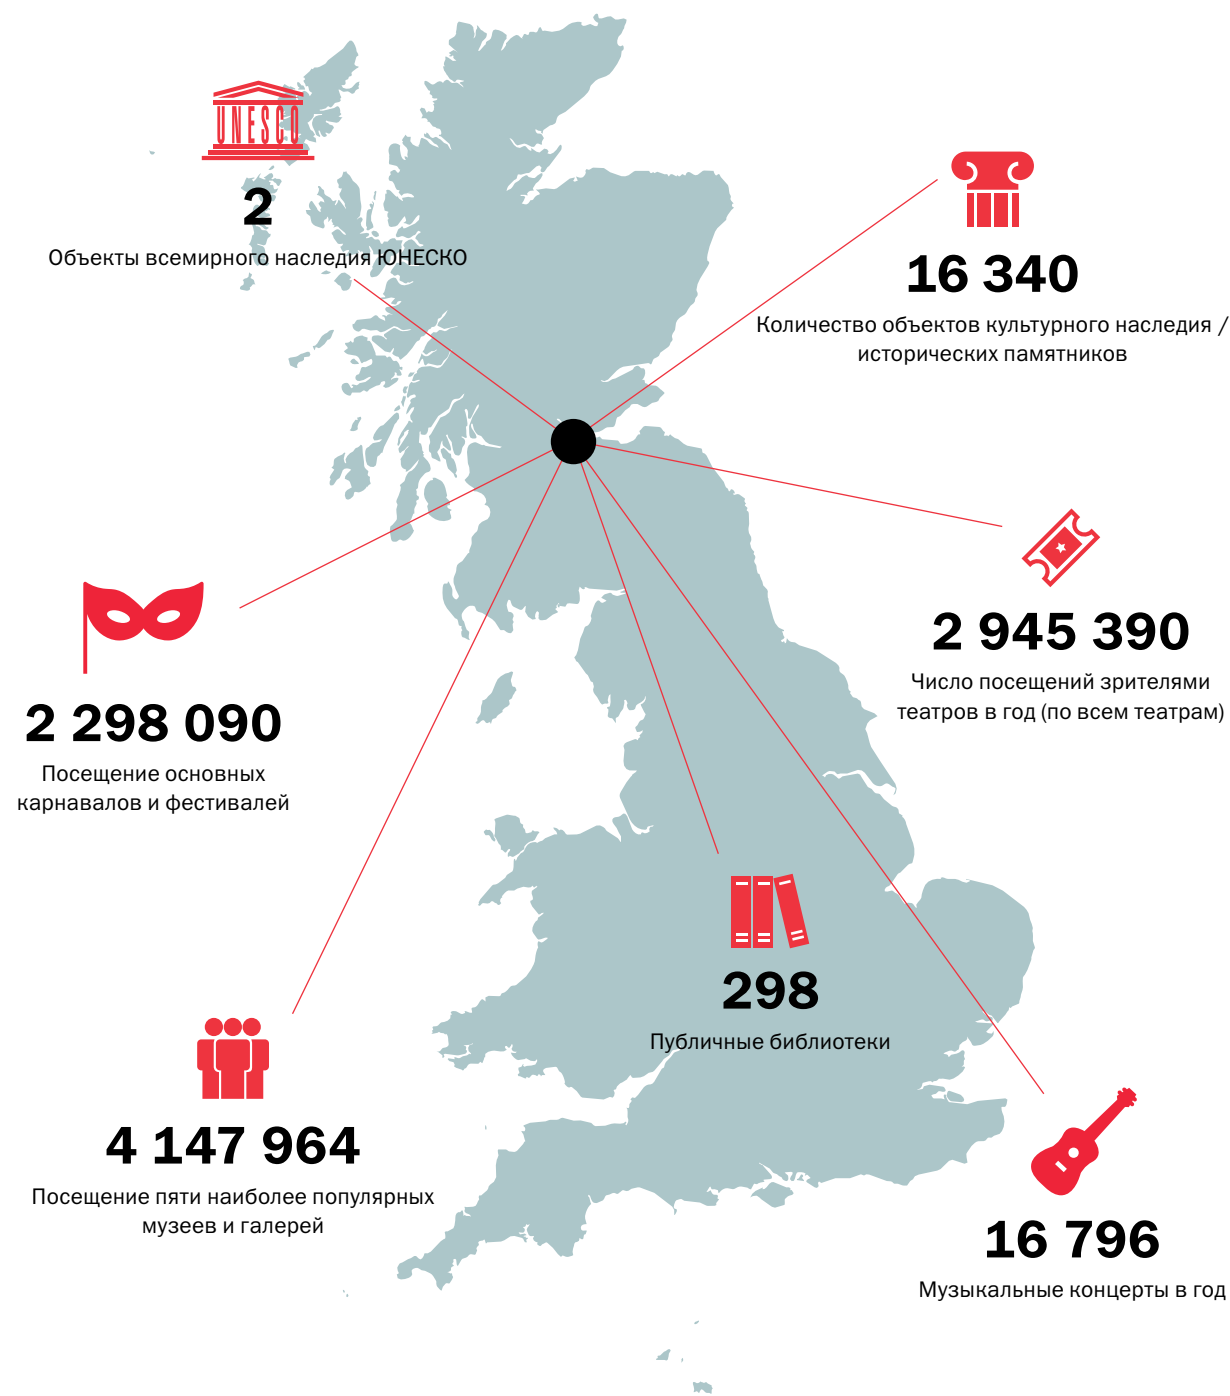 UNESCO
2
Объекты всемирного наследия ЮНЕСКО
16 340
Количество объектов культурного наследия /
исторических памятников
2 945 390
Число посещений зрителями
театров в год (по всем театрам)
2 298 090
Посещение основных
карнавалов и фестивалей
298
Публичные библиотеки
4 147 964
Посещение пяти наиболее популярных
музеев и галерей
16 796
Музыкальные концерты в год